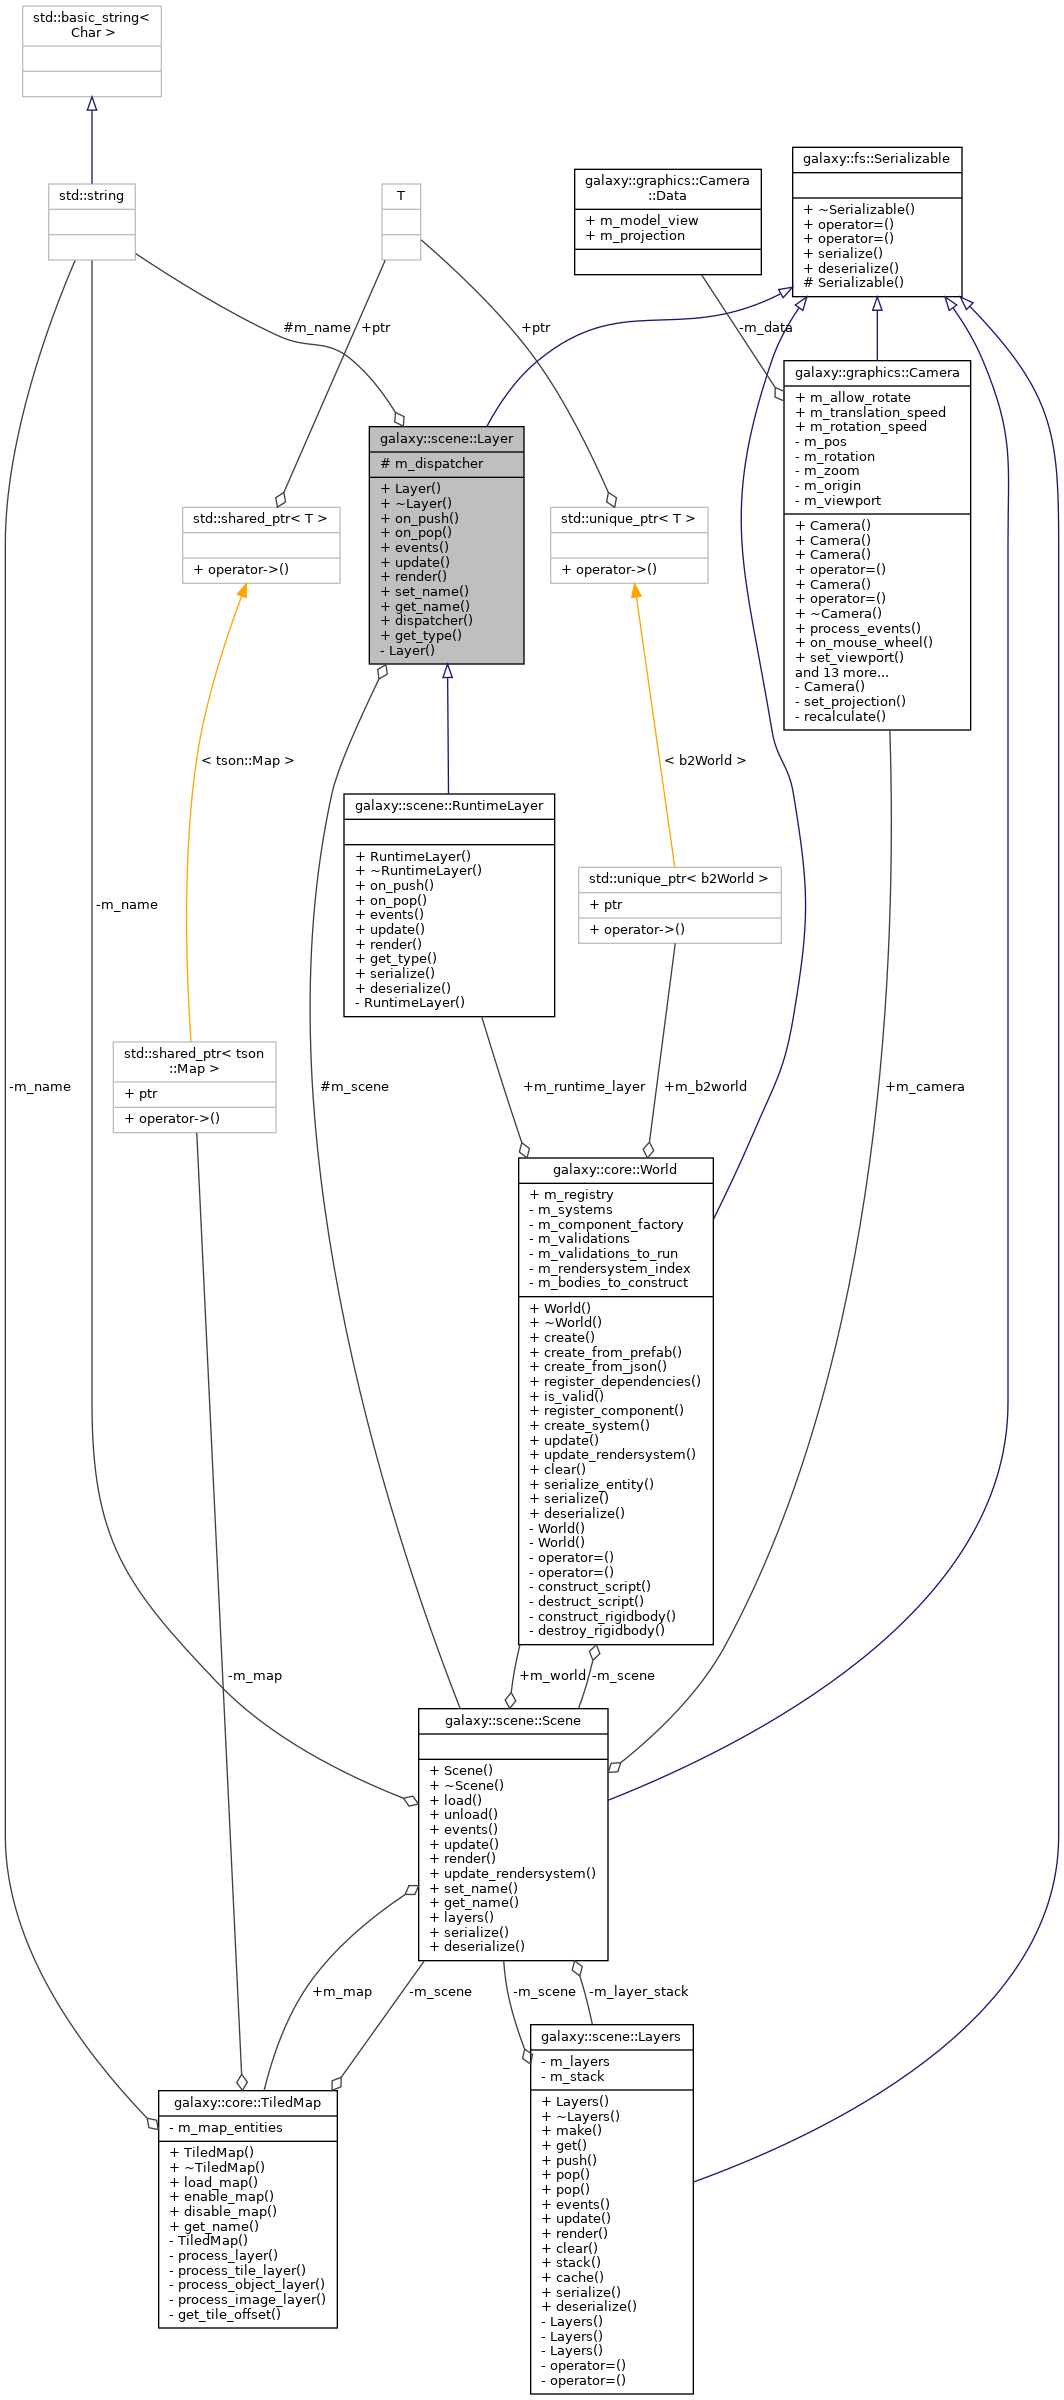 std::basic_string<
Char >
std::string
T
galaxy::graphics::Camera
::Data
+ m_model_view
+ m_projection
galaxy::fs::Serializable
+ ~Serializable()
+ operator=()
+ operator=()
+ serialize()
+ deserialize()
# Serializable()
#m_name
+ptr
+ptr
-m_data
galaxy::graphics::Camera
+ m_allow_rotate
+ m_translation_speed
+ m_rotation_speed
- m_pos
- m_rotation
- m_zoom
- m_origin
- m_viewport
+ Camera()
+ Camera()
+ Camera()
+ operator=()
+ Camera()
+ operator=()
+ ~Camera()
+ process_events()
+ on_mouse_wheel()
+ set_viewport()
and 13 more...
- Camera()
- set_projection()
- recalculate()
galaxy::scene::Layer
# m_dispatcher
+ Layer()
+ ~Layer()
+ on_push()
+ on_pop()
+ events()
+ update()
+ render()
+ set_name()
+ get_name()
+ dispatcher()
+ get_type()
- Layer()
std::shared_ptr< T >
+ operator->()
std::unique_ptr< T >
+ operator->()
< tson::Map >
< b2World >
galaxy::scene::RuntimeLayer
+ RuntimeLayer()
+ ~RuntimeLayer()
+ on_push()
+ on_pop()
+ events()
+ update()
+ render()
+ get_type()
+ serialize()
+ deserialize()
- RuntimeLayer()
std::unique_ptr< b2World >
+ ptr
+ operator->()
-m_name
std::shared_ptr< tson
::Map >
+ ptr
+ operator->()
-m_name
#m_scene
+m_runtime_layer
+m_b2world
+m_camera
galaxy::core::World
+ m_registry
- m_systems
- m_component_factory
- m_validations
- m_validations_to_run
- m_rendersystem_index
- m_bodies_to_construct
+ World()
+ ~World()
+ create()
+ create_from_prefab()
+ create_from_json()
+ register_dependencies()
+ is_valid()
+ register_component()
+ create_system()
+ update()
+ update_rendersystem()
+ clear()
+ serialize_entity()
+ serialize()
+ deserialize()
- World()
- World()
- operator=()
- operator=()
- construct_script()
- destruct_script()
- construct_rigidbody()
- destroy_rigidbody()
-m_map
+m_world
-m_scene
galaxy::scene::Scene
+ Scene()
+ ~Scene()
+ load()
+ unload()
+ events()
+ update()
+ render()
+ update_rendersystem()
+ set_name()
+ get_name()
+ layers()
+ serialize()
+ deserialize()
+m_map
-m_scene
-m_scene
-m_layer_stack
galaxy::scene::Layers
- m_layers
- m_stack
+ Layers()
+ ~Layers()
+ make()
+ get()
+ push()
+ pop()
+ pop()
+ events()
+ update()
+ render()
+ clear()
+ stack()
+ cache()
+ serialize()
+ deserialize()
- Layers()
- Layers()
- Layers()
- operator=()
- operator=()
galaxy::core::TiledMap
- m_map_entities
+ TiledMap()
+ ~TiledMap()
+ load_map()
+ enable_map()
+ disable_map()
+ get_name()
- TiledMap()
- process_layer()
- process_tile_layer()
- process_object_layer()
- process_image_layer()
- get_tile_offset()